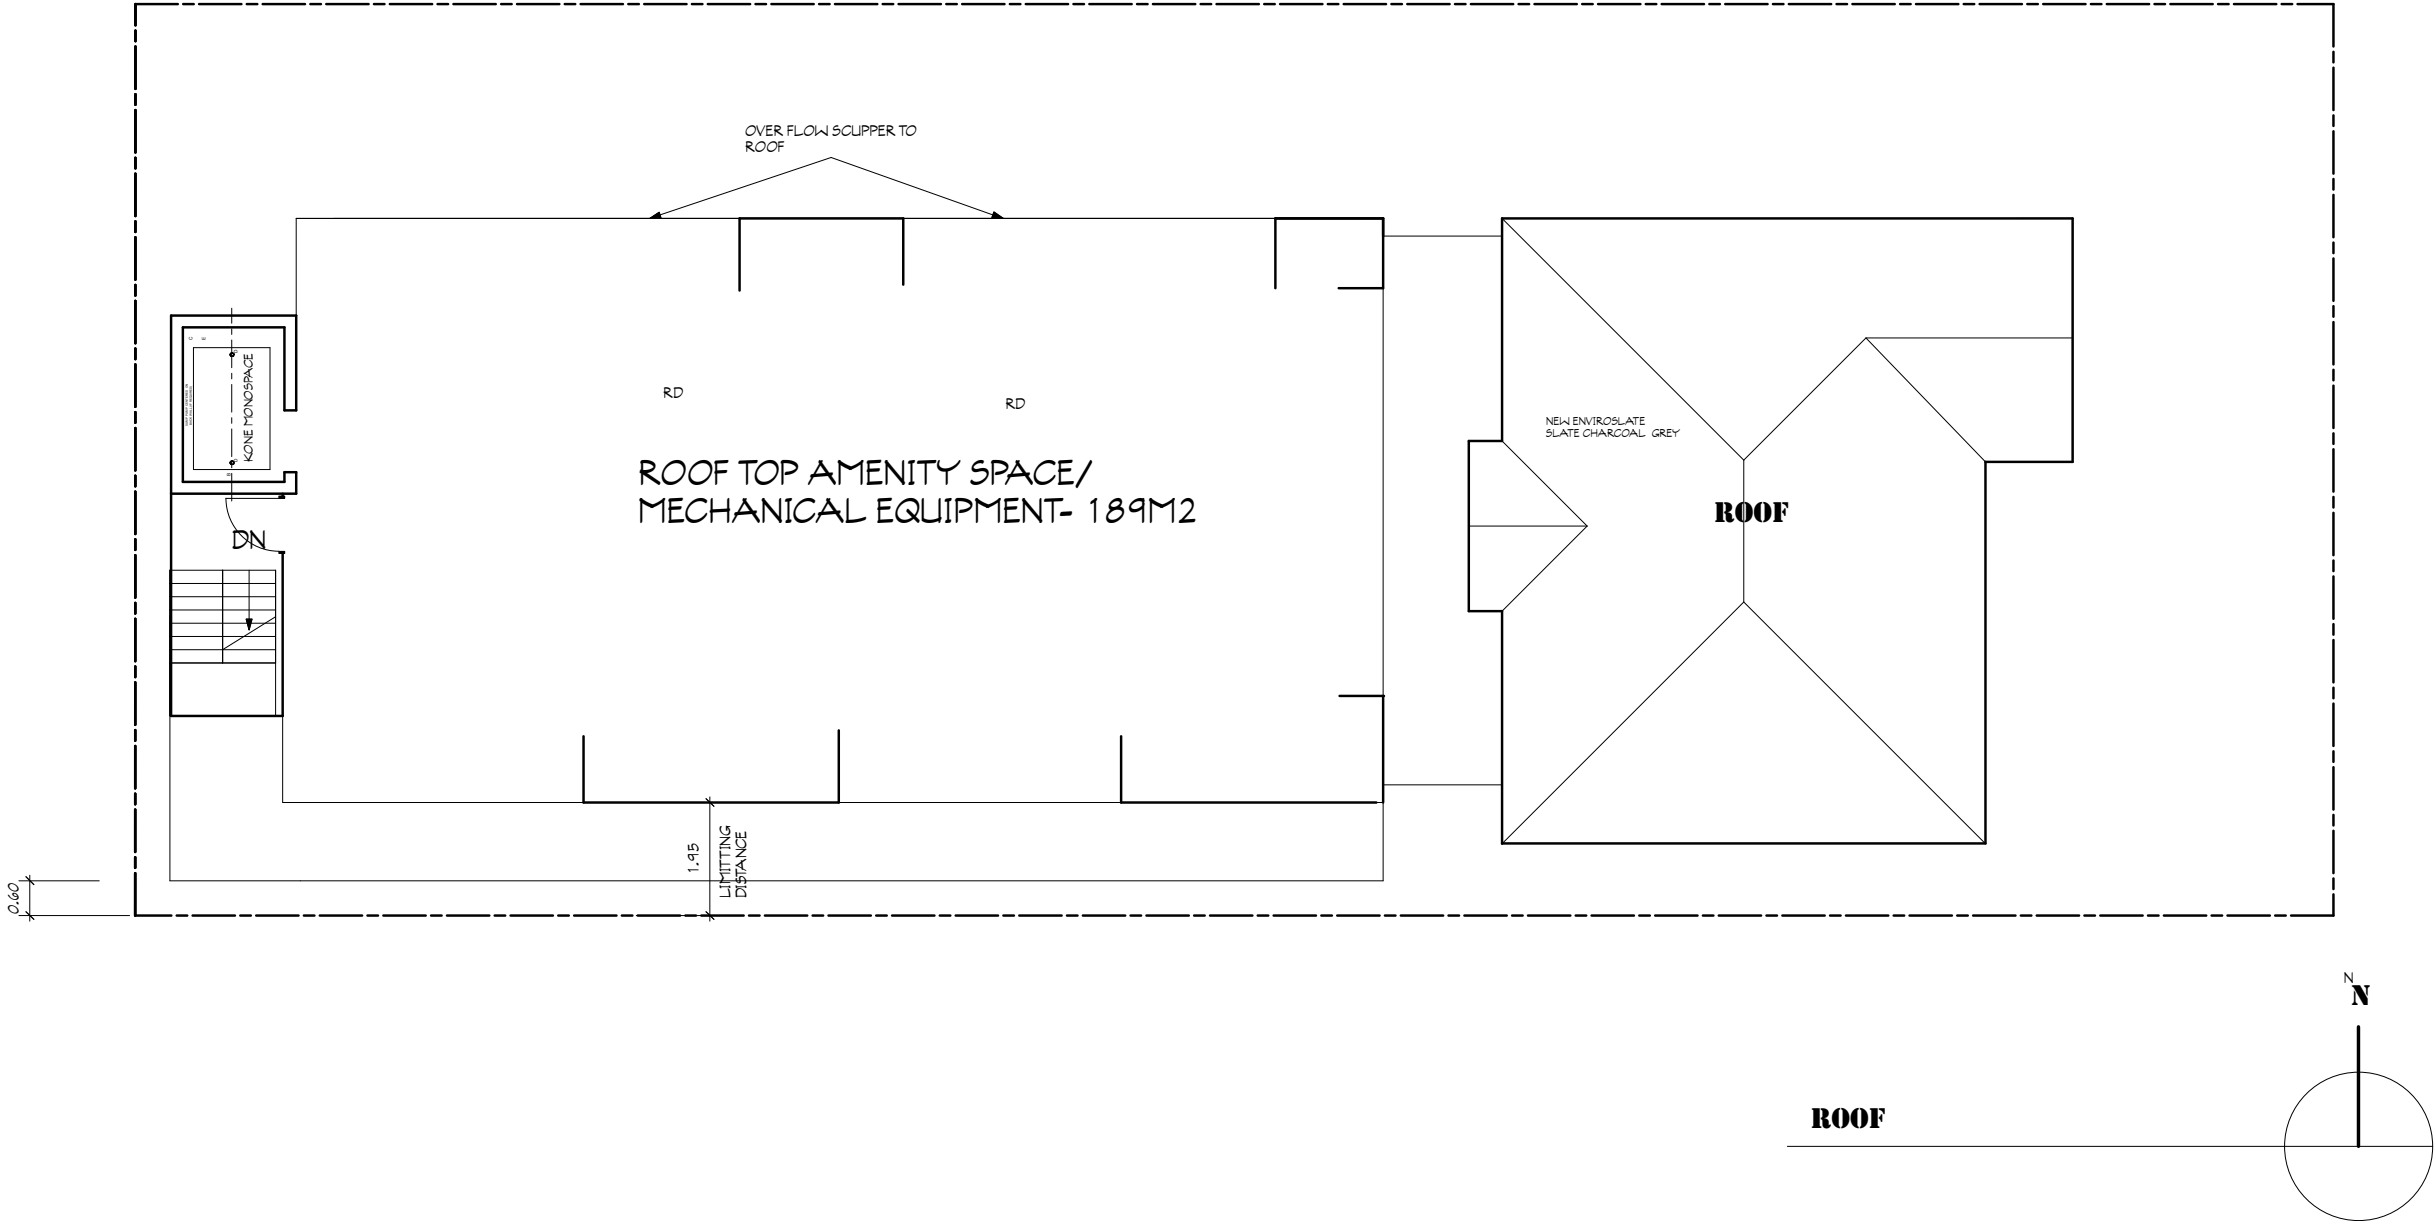 OVER FLOW SCUPPER TO
ROOF
KONE MONOSPACE
RD
RD
NEW ENVIROSLATE
SLATE CHARCOAL GREY
ROOF TOP AMENITY SPACE/
MECHANICAL EQUIPMENT- 189M2
ROOF
DN
1.95
LIMITTING
DISTANCE
0.60
N
N
ROOF